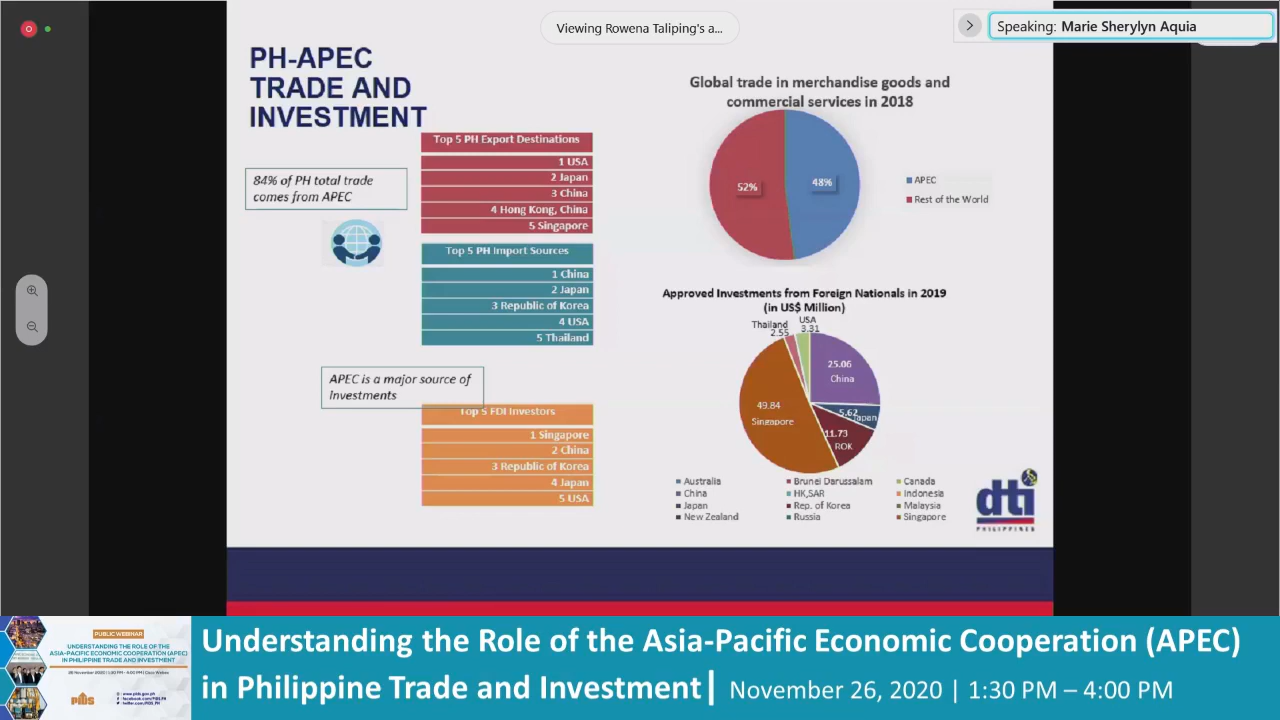 Viewing Rowena Taliping's a...
Speaking: Marie Sherylyn Aquia
PH-APEC
TRADE AND
INVESTMENT
84% of PH total trade
comes from APEC
Top 5 PH Export Destinations
1 USA
2 Japan
3 China
4 Hong Kong, China
5 Singapore
Top 5 PH Import Sources
1 China
2 Japan
3 Republic of Korea
4 USA
5 Thailand
APEC is a major source of
investments
Top 5 FDI Investors
1 Singapore
2 China
3 Republic of Korea
4 Japan
5 USA
Global trade in merchandise goods and
commercial services in 2018
52%
48%
APEC
Rest of the World
Approved Investments from Foreign Nationals in 2019
(in US$ Million)
Thailand
2.55
USA
3.31
25.06
China
5.62
Japan
11.73
ROK
49.84
Singapore
Australia
Brunei Darussalam
Canada
China
HK,SAR
Indonesia
Japan
Rep. of Korea
Malaysia
New Zealand
Russia
Singapore
dti
PHILIPPINES
PUBLIC WEBINAR
UNDERSTANDING THE ROLE OF THE
ASIA-PACIFIC ECONOMIC COOPERATION (APEC)
IN PHILIPPINE TRADE AND INVESTMENT
Understanding the Role of the Asia-Pacific Economic Cooperation (APEC)
in Philippine Trade and Investment | November 26, 2020 | 1:30 PM – 4:00 PM